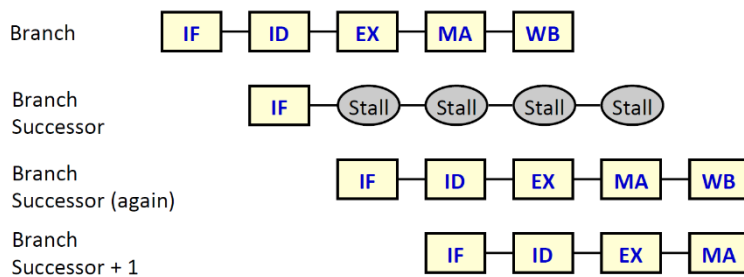 Branch IF ID EX MA WB
Branch
Successor IF Stall Stall Stall Stall
Branch
Successor (again) IF ID EX MA WB
Branch
Successor + 1 IF ID EX MA